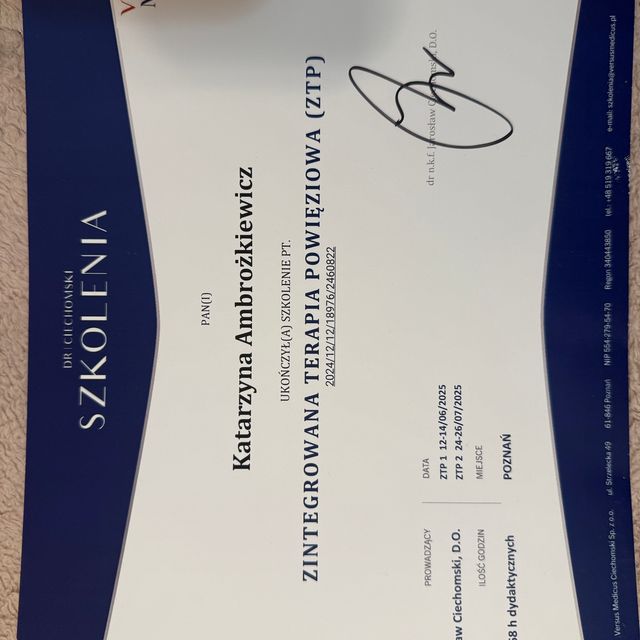 DR CIECHOMSKI
SZKOLENIA
PAN(I)
Katarzyna Ambrożkiewicz
UKOŃCZYŁ(A) SZKOLENIE PT.
ZINTEGROWANA TERAPIA POWIĘZIOWA (ZTP)
2024/12/12/18976/2460822
PROWADZĄCY
aw Ciechomski, D.O.
ILOŚĆ GODZIN
58 h dydaktycznych
DATA
ZTP 1 12-14/06/2025
ZTP 2 24-26/07/2025
MIEJSCE
POZNAŃ
dr n.k.f. Jarosław D.O.
Versus Medicus Ciechomski Sp. z o.o. ul. Strzelecka 49 61-846 Poznań NIP 554-279-54-70 Regon 340443850 tel.: +48 519 319 667 e-mail: szkolenia@versusmedicus.pl